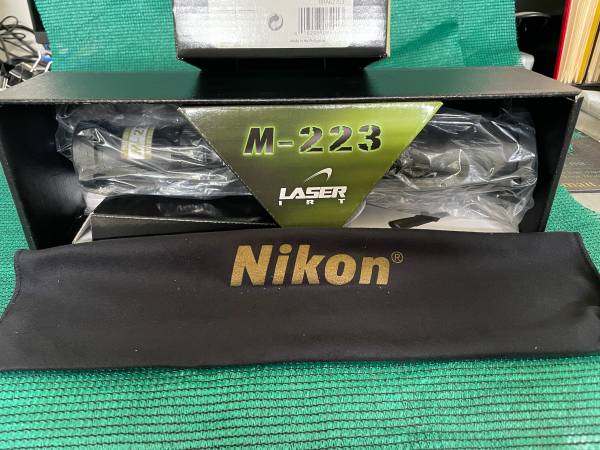 M-223
LASER
IRT
Nikon®